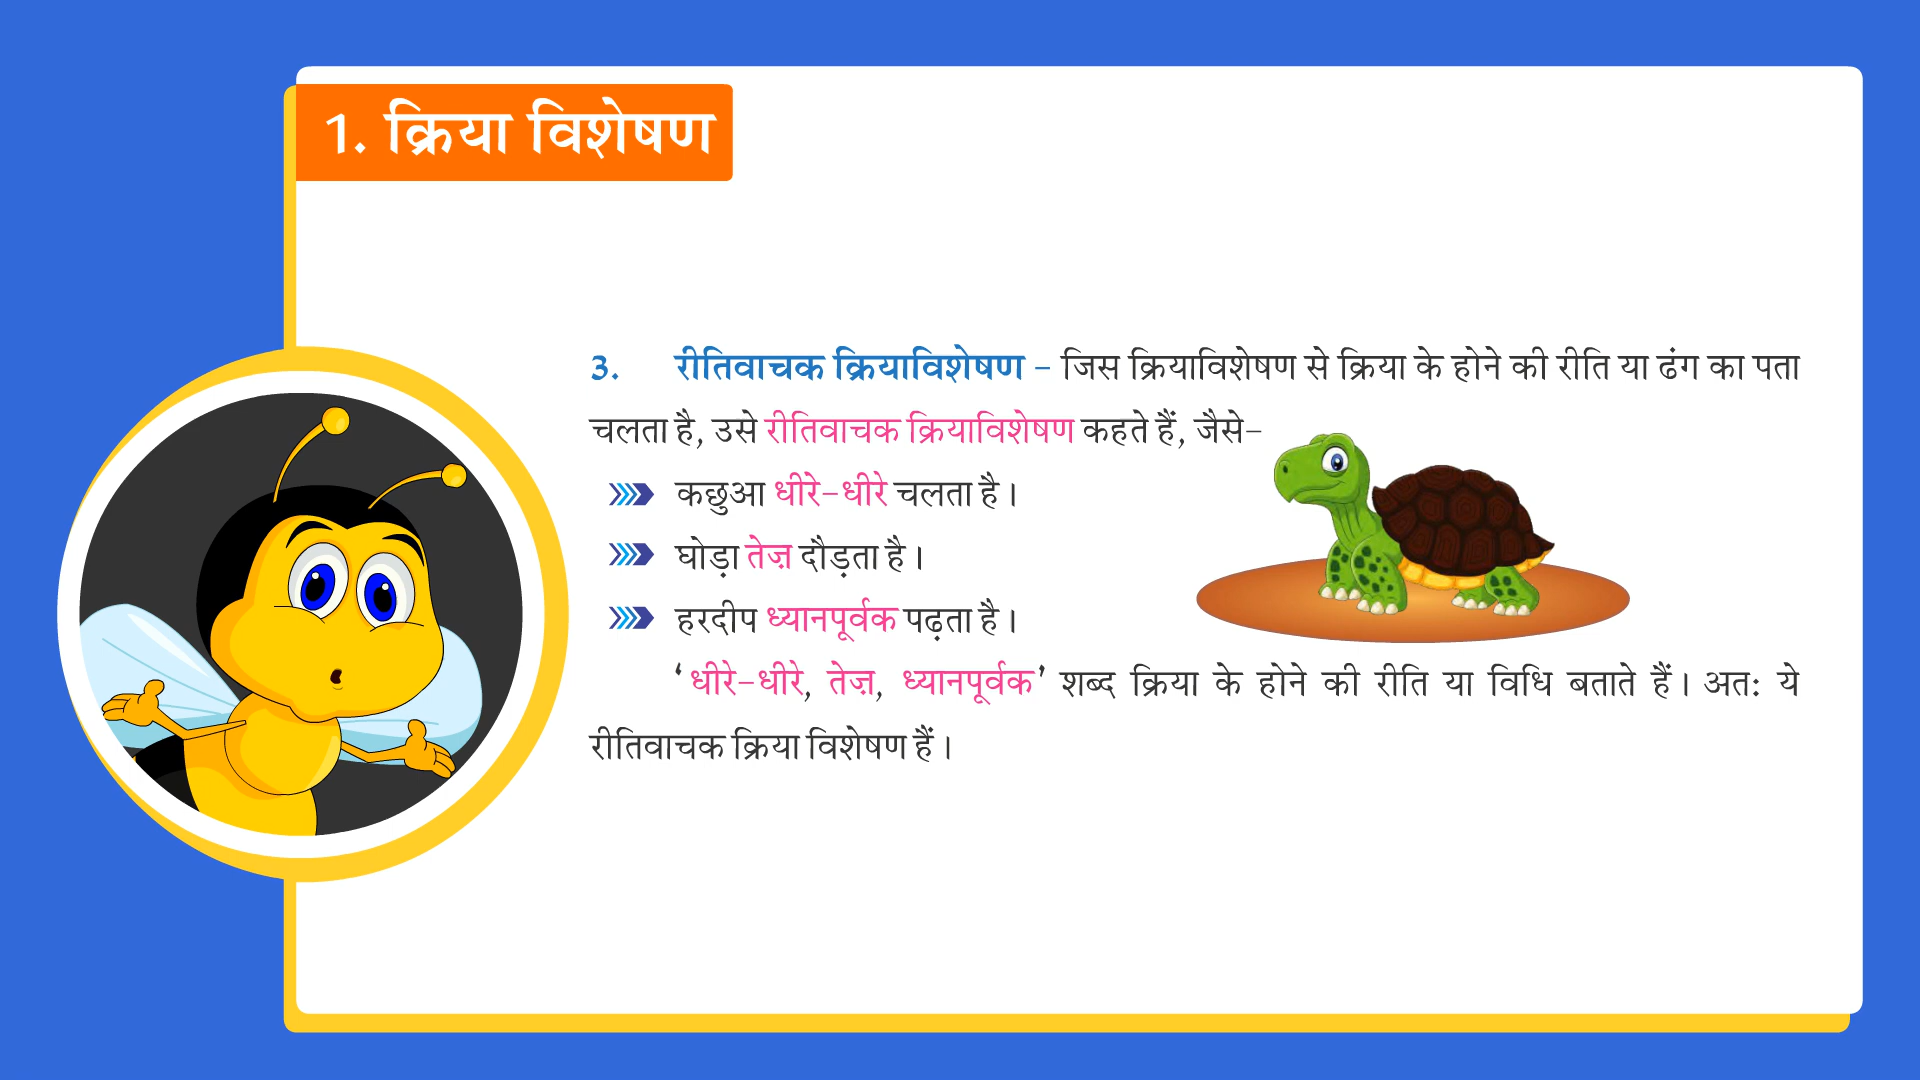 1. क्रिया विशेषण
3. रीतिवाचक क्रियाविशेषण - जिस क्रियाविशेषण से क्रिया के होने की रीति या ढंग का पता
चलता है, उसे रीतिवाचक क्रियाविशेषण कहते हैं, जैसे-
कछुआ धीरे-धीरे चलता है।
घोड़ा तेज़ दौड़ता है।
हरदीप ध्यानपूर्वक पढ़ता है।
‘धीरे-धीरे, तेज़, ध्यानपूर्वक’ शब्द क्रिया के होने की रीति या विधि बताते हैं। अतः ये
रीतिवाचक क्रिया विशेषण हैं।